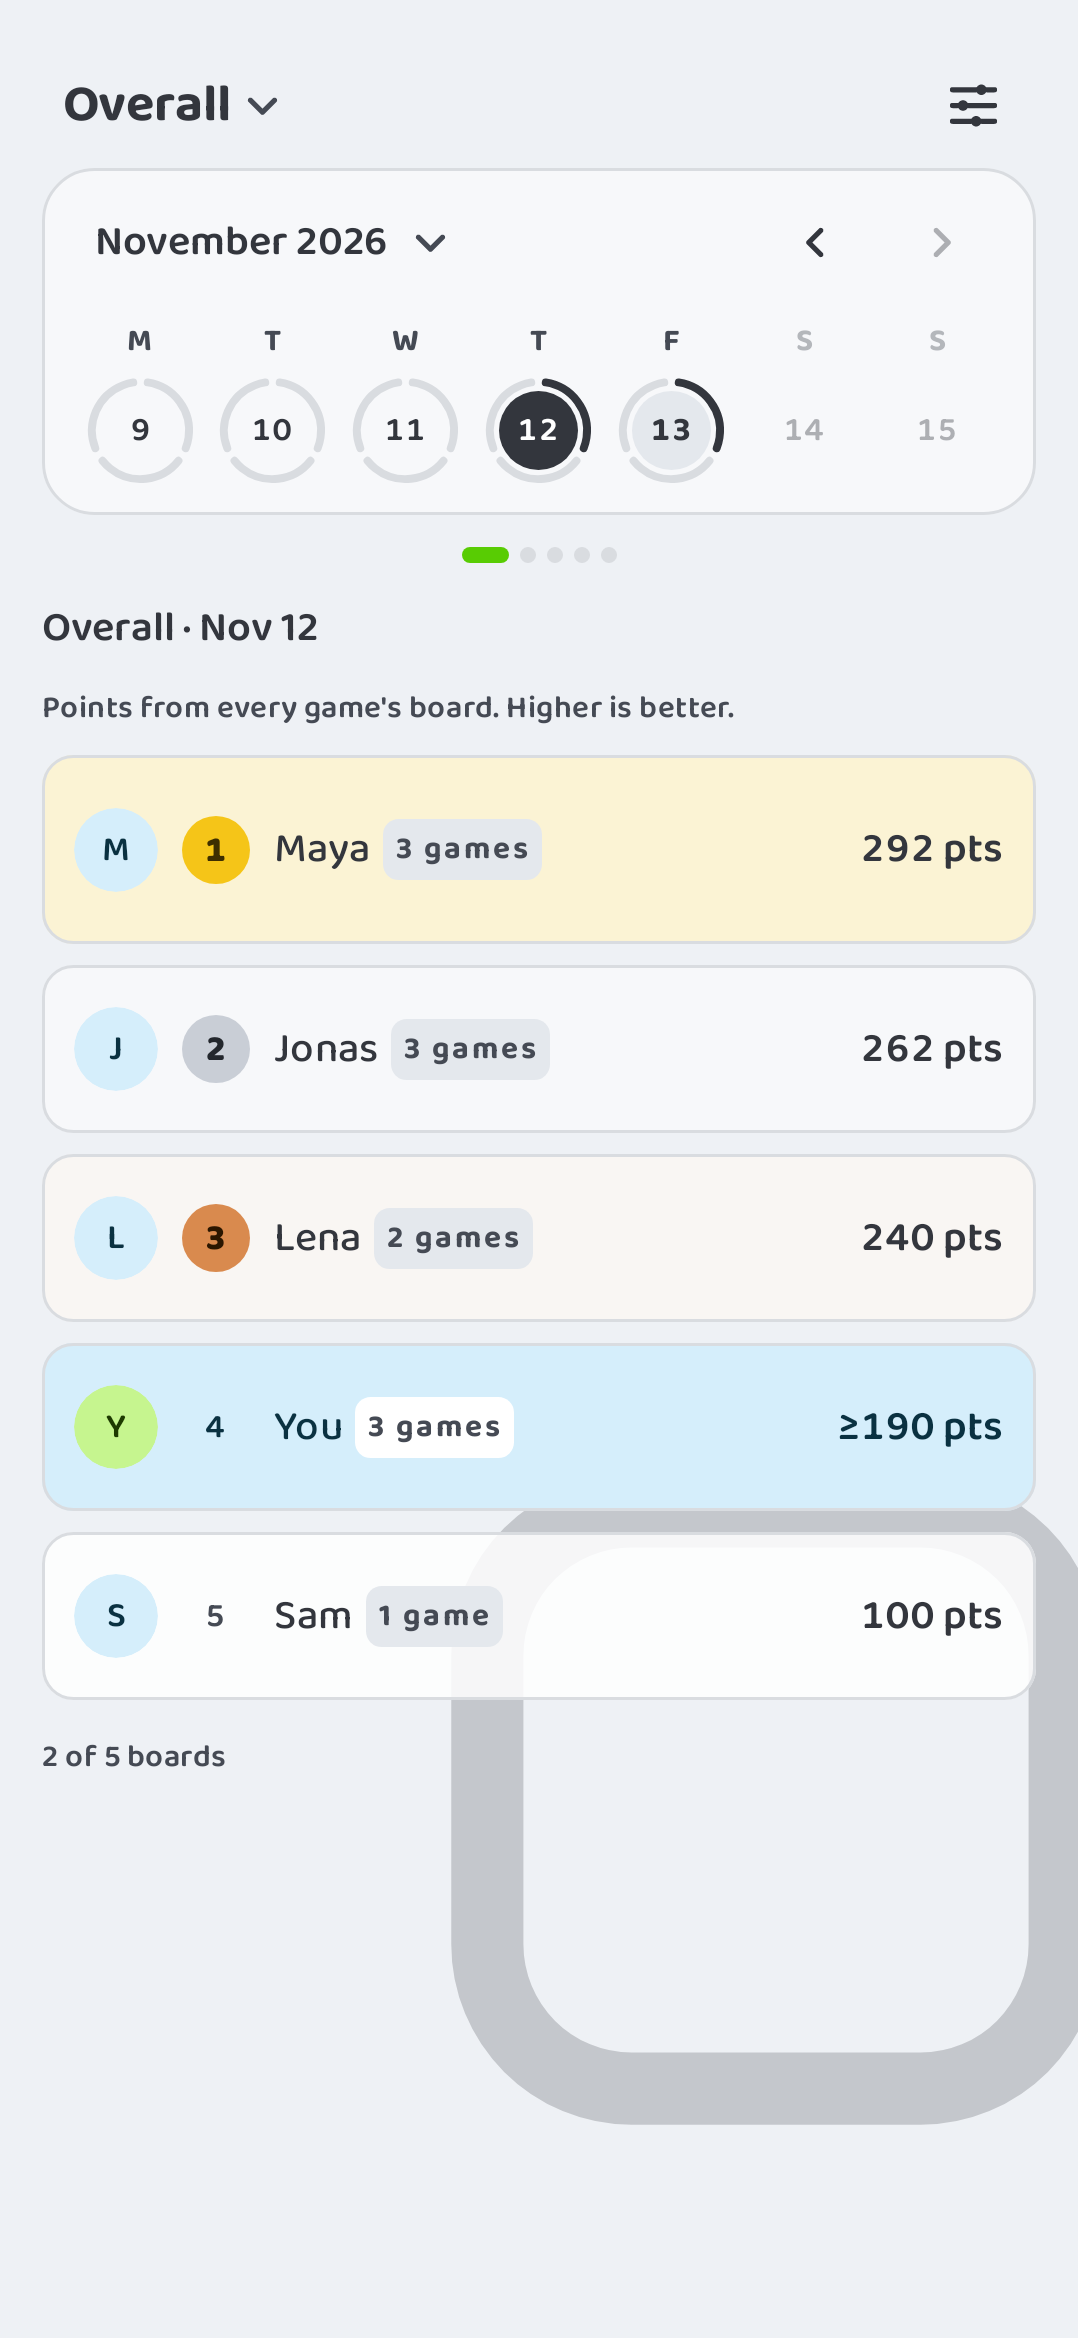 Overall
November 2026
M T W T F S S
9 10 11 12 13 14 15
Overall · Nov 12
Points from every game's board. Higher is better.
M 1 Maya 3 games 292 pts
J 2 Jonas 3 games 262 pts
L 3 Lena 2 games 240 pts
Y 4 You 3 games ≥190 pts
S 5 Sam 1 game 100 pts
2 of 5 boards